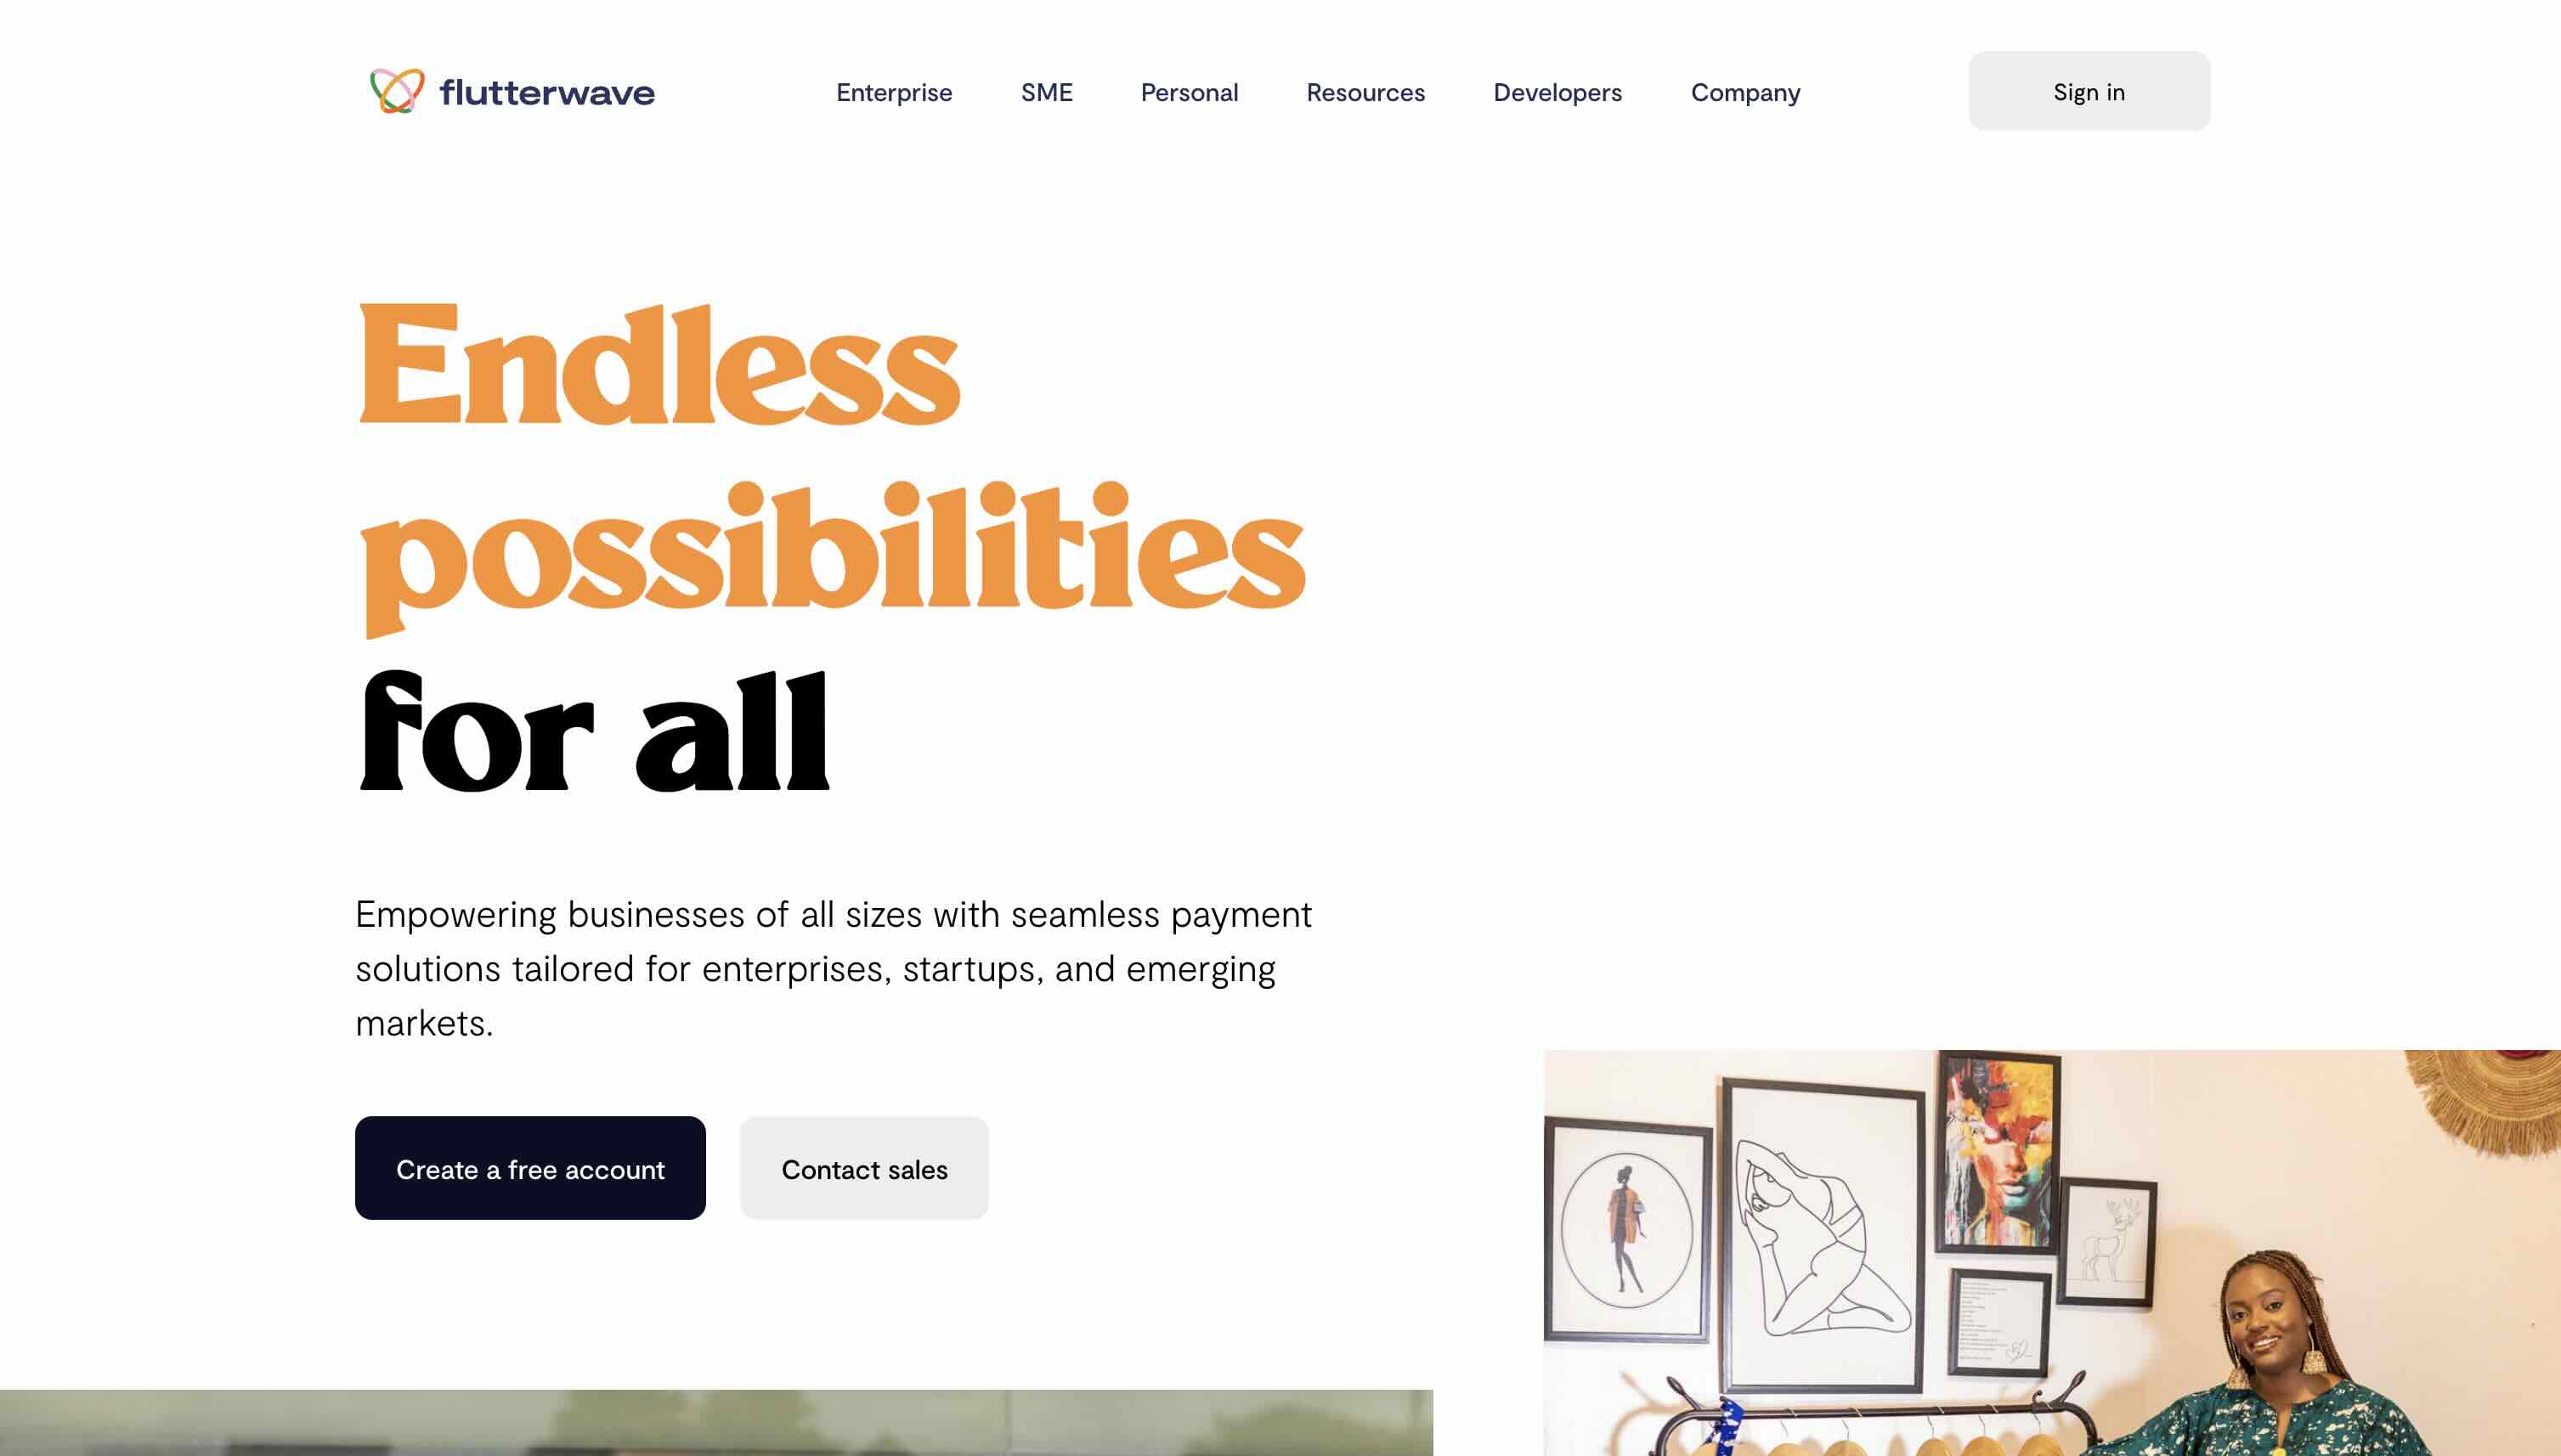 flutterwave
Enterprise
SME
Personal
Resources
Developers
Company
Sign in
Endless
possibilities
for all
Empowering businesses of all sizes with seamless payment
solutions tailored for enterprises, startups, and emerging
markets.
Create a free account
Contact sales